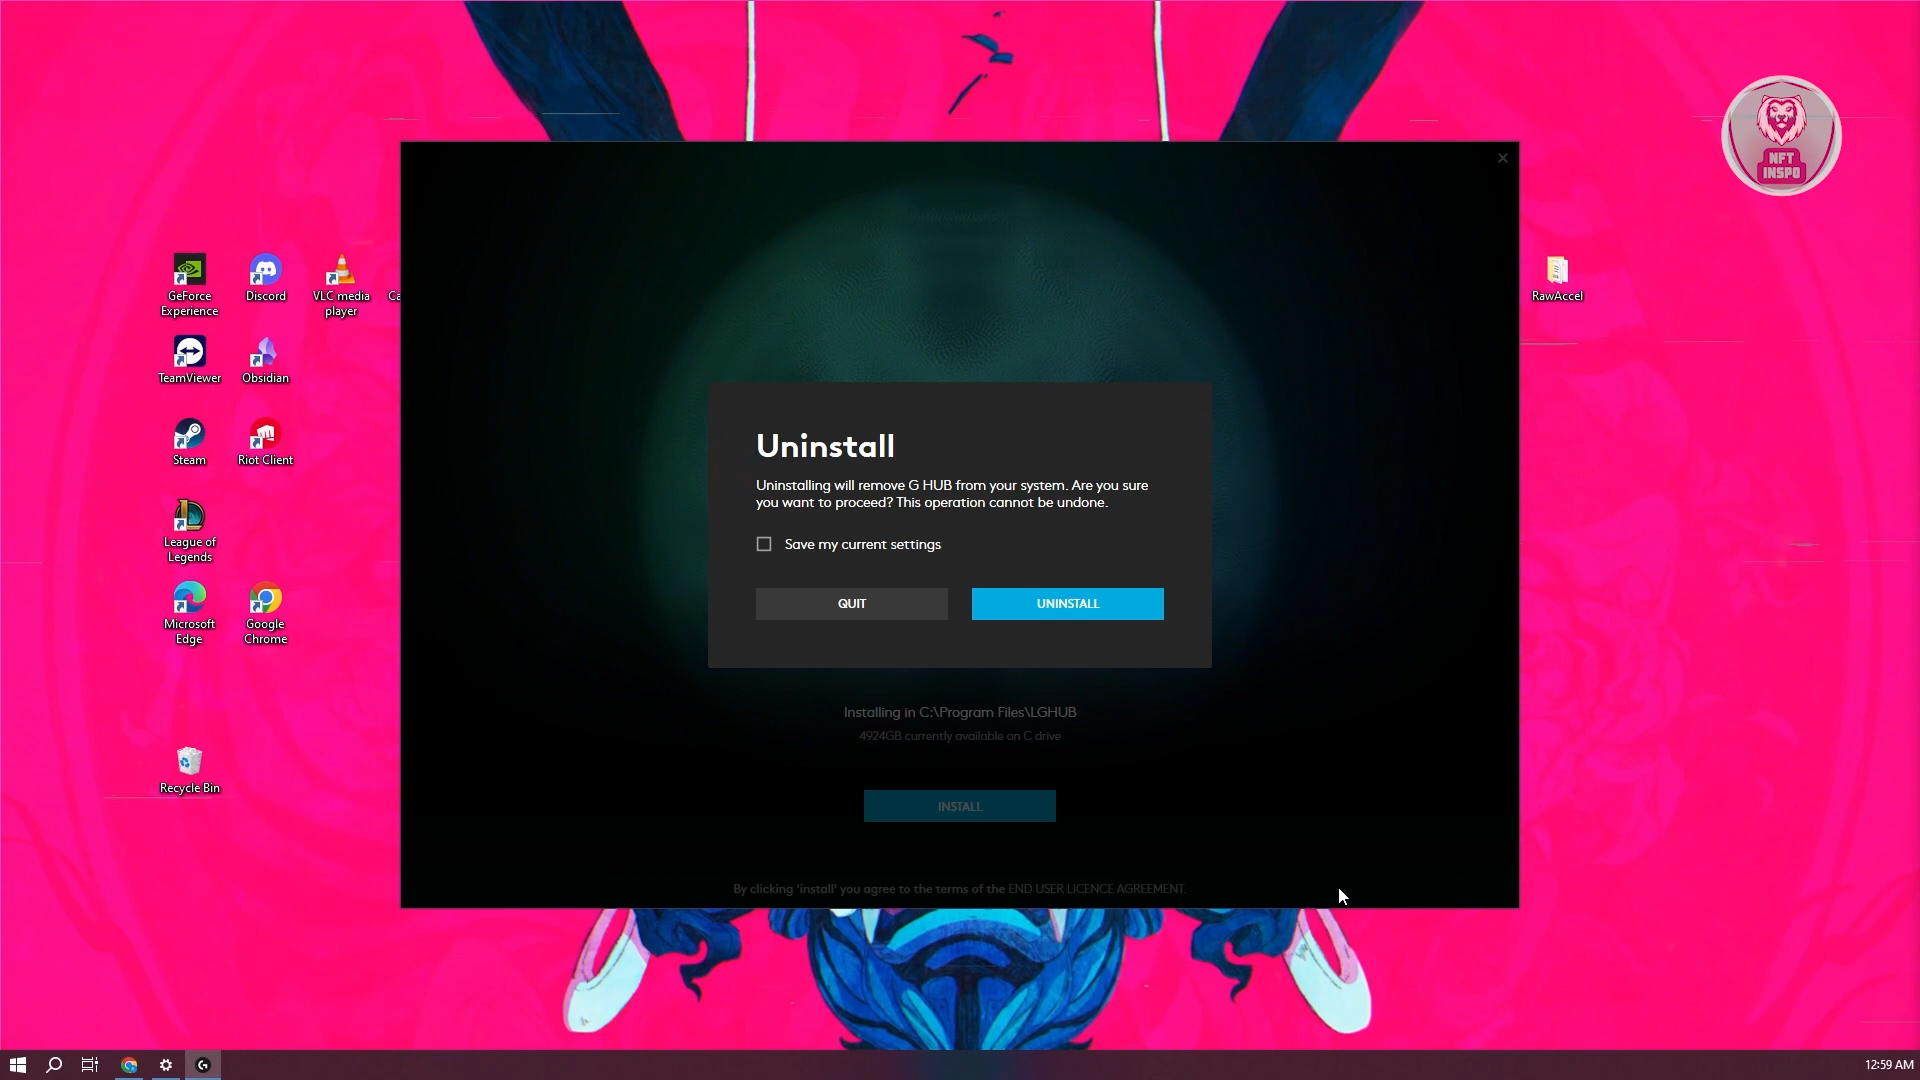 NFT
INSPO
GeForce
Experience
Discord
VLC media
player
Ca
RawAccel
TeamViewer
Obsidian
Steam
Riot Client
League of
Legends
Microsoft
Edge
Google
Chrome
Recycle Bin
Uninstall
Uninstalling will remove G HUB from your system. Are you sure
you want to proceed? This operation cannot be undone.
Save my current settings
QUIT
UNINSTALL
Installing in C:\Program Files\LGHUB
4924GB currently available on C drive
INSTALL
By clicking 'install' you agree to the terms of the END USER LICENCE AGREEMENT.
12:59 AM